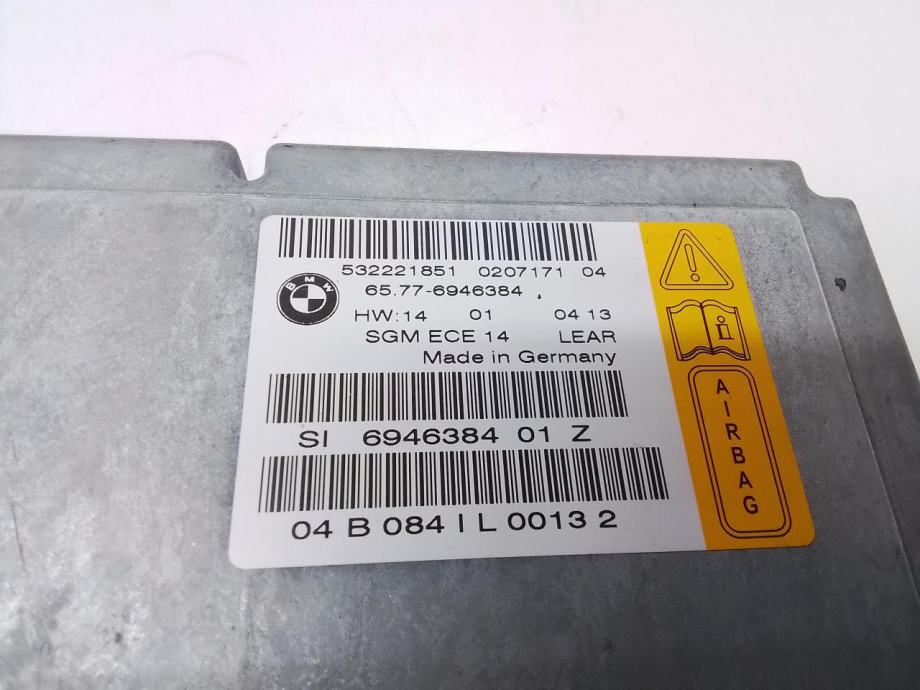 532221851 0207171 04
BMW
65.77-6946384
HW:14 01 04 13
SGM ECE 14 LEAR
Made in Germany
SI 6946384 01 Z
04 B 084 I L 0013 2
i
AIRBAG